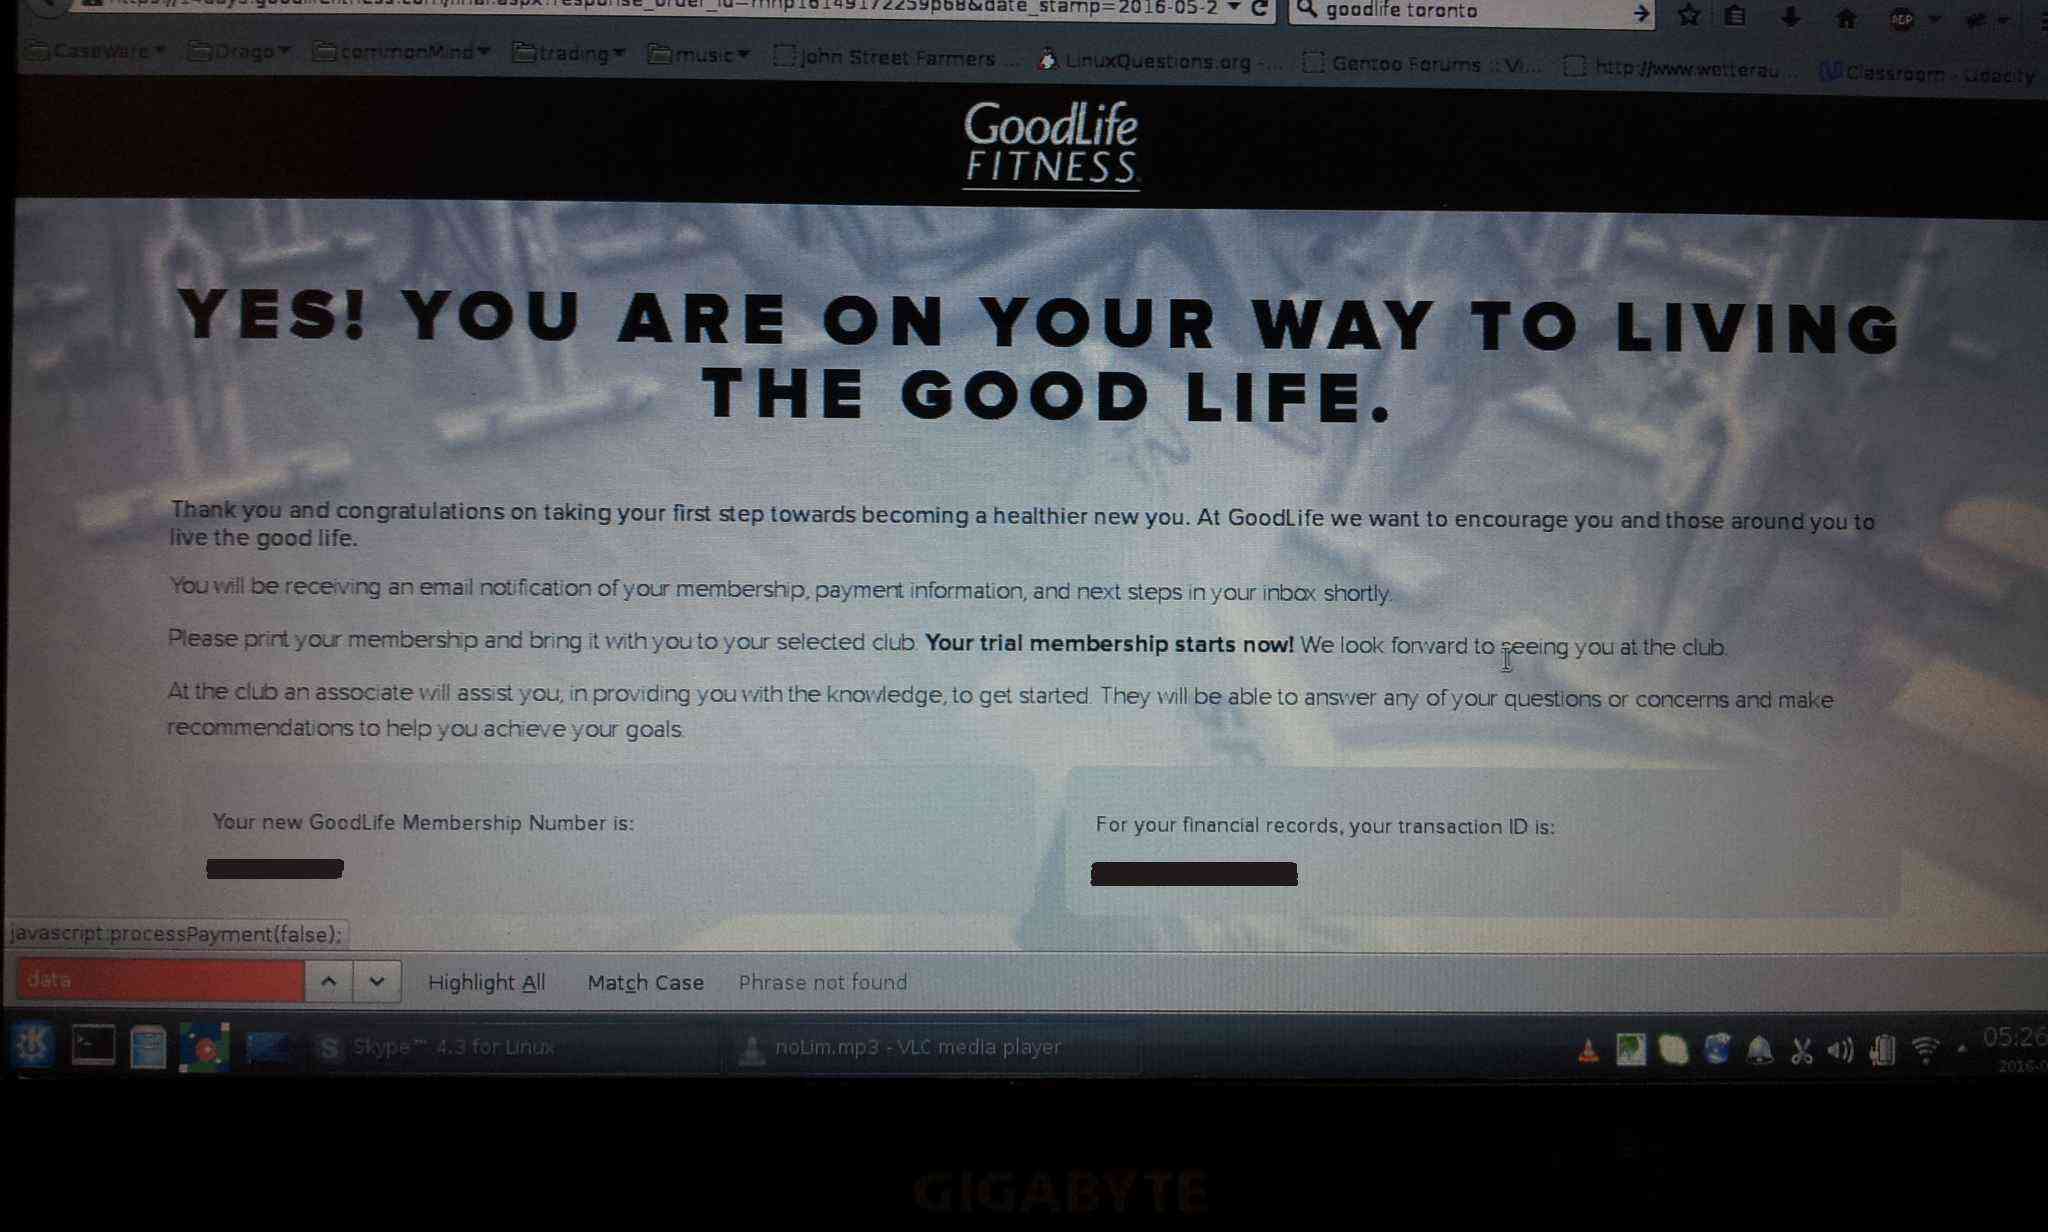 date_stamp=2016-05-2
goodlife toronto
ABP
CaseWare
Drago
commonMind
trading
music
John Street Farmers ...
LinuxQuestions.org -...
Gentoo Forums :: Vi...
http://www.wetterau...
Classroom - Udacity
GoodLife
FITNESS
YES! YOU ARE ON YOUR WAY TO LIVING
THE GOOD LIFE.
Thank you and congratulations on taking your first step towards becoming a healthier new you. At GoodLife we want to encourage you and those around you to
live the good life.
You will be receiving an email notification of your membership, payment information, and next steps in your inbox shortly.
Please print your membership and bring it with you to your selected club. Your trial membership starts now! We look forward to seeing you at the club.
At the club an associate will assist you, in providing you with the knowledge, to get started. They will be able to answer any of your questions or concerns and make
recommendations to help you achieve your goals.
Your new GoodLife Membership Number is:
For your financial records, your transaction ID is:
javascript:processPayment(false);
data
Highlight All
Match Case
Phrase not found
Skype™ 4.3 for Linux
noLim.mp3 - VLC media player
05:26
2016-0
GIGABYTE